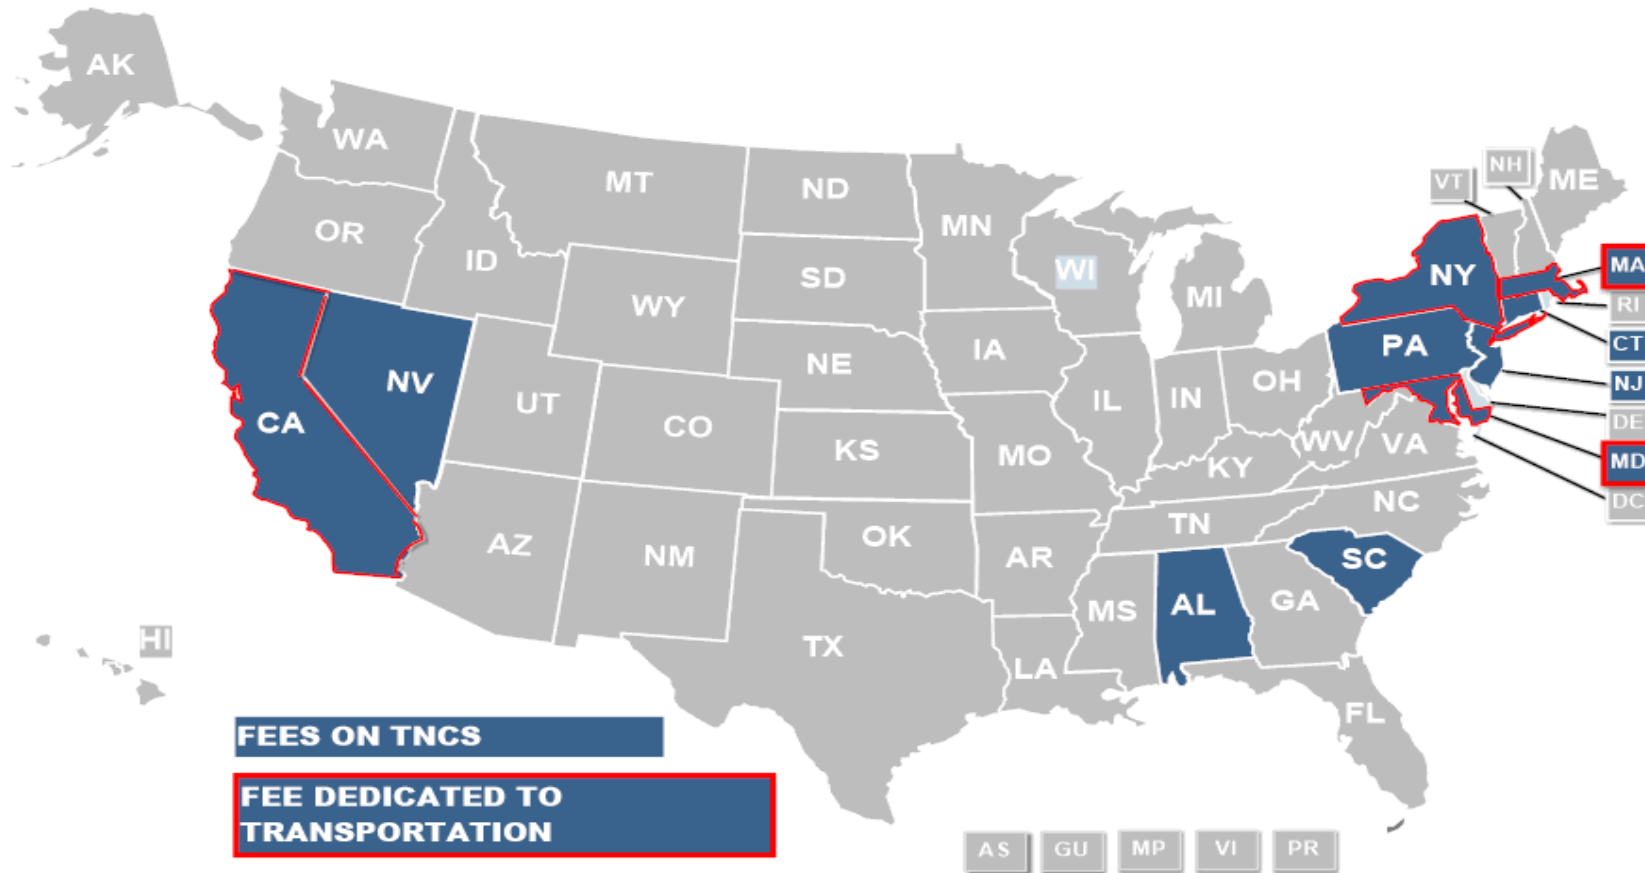 AK
WA
MT
ND
MN
OR
ID
SD
WI
MI
WY
NE
IA
NV
UT
CO
KS
MO
IL
IN
OH
CA
AZ
NM
OK
AR
TN
KY
WV
VA
NC
SC
MS
AL
GA
TX
LA
FL
HI
PA
NY
VT
NH
ME
MA
RI
CT
NJ
DE
MD
DC
FEES ON TNCS
FEE DEDICATED TO
TRANSPORTATION
AS
GU
MP
VI
PR